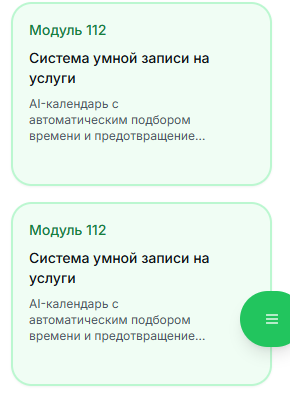 Модуль 112
Система умной записи на
услуги
AI-календарь с
автоматическим подбором
времени и предотвращение...
Модуль 112
Система умной записи на
услуги
AI-календарь с
автоматическим подбором
времени и предотвращение...